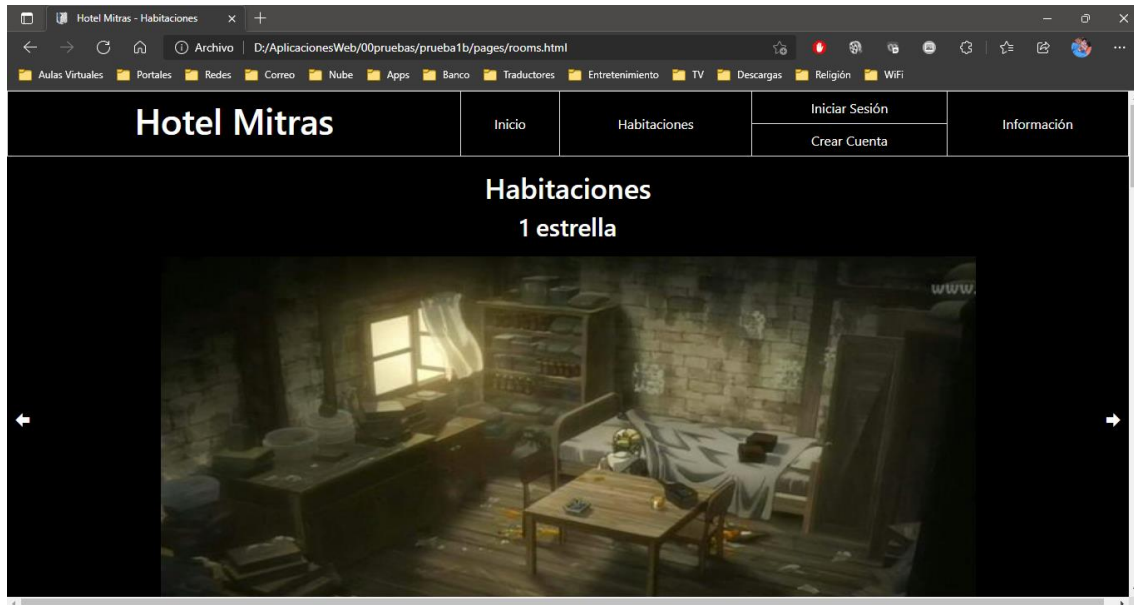 Hotel Mitras - Habitaciones
Archivo D:/AplicacionesWeb/00pruebas/prueba1b/pages/rooms.html
Aulas Virtuales Portales Redes Correo Nube Apps Banco Traductores Entretenimiento TV Descargas Religión WiFi
Hotel Mitras
Inicio
Habitaciones
Iniciar Sesión
Crear Cuenta
Información
Habitaciones
1 estrella
www.